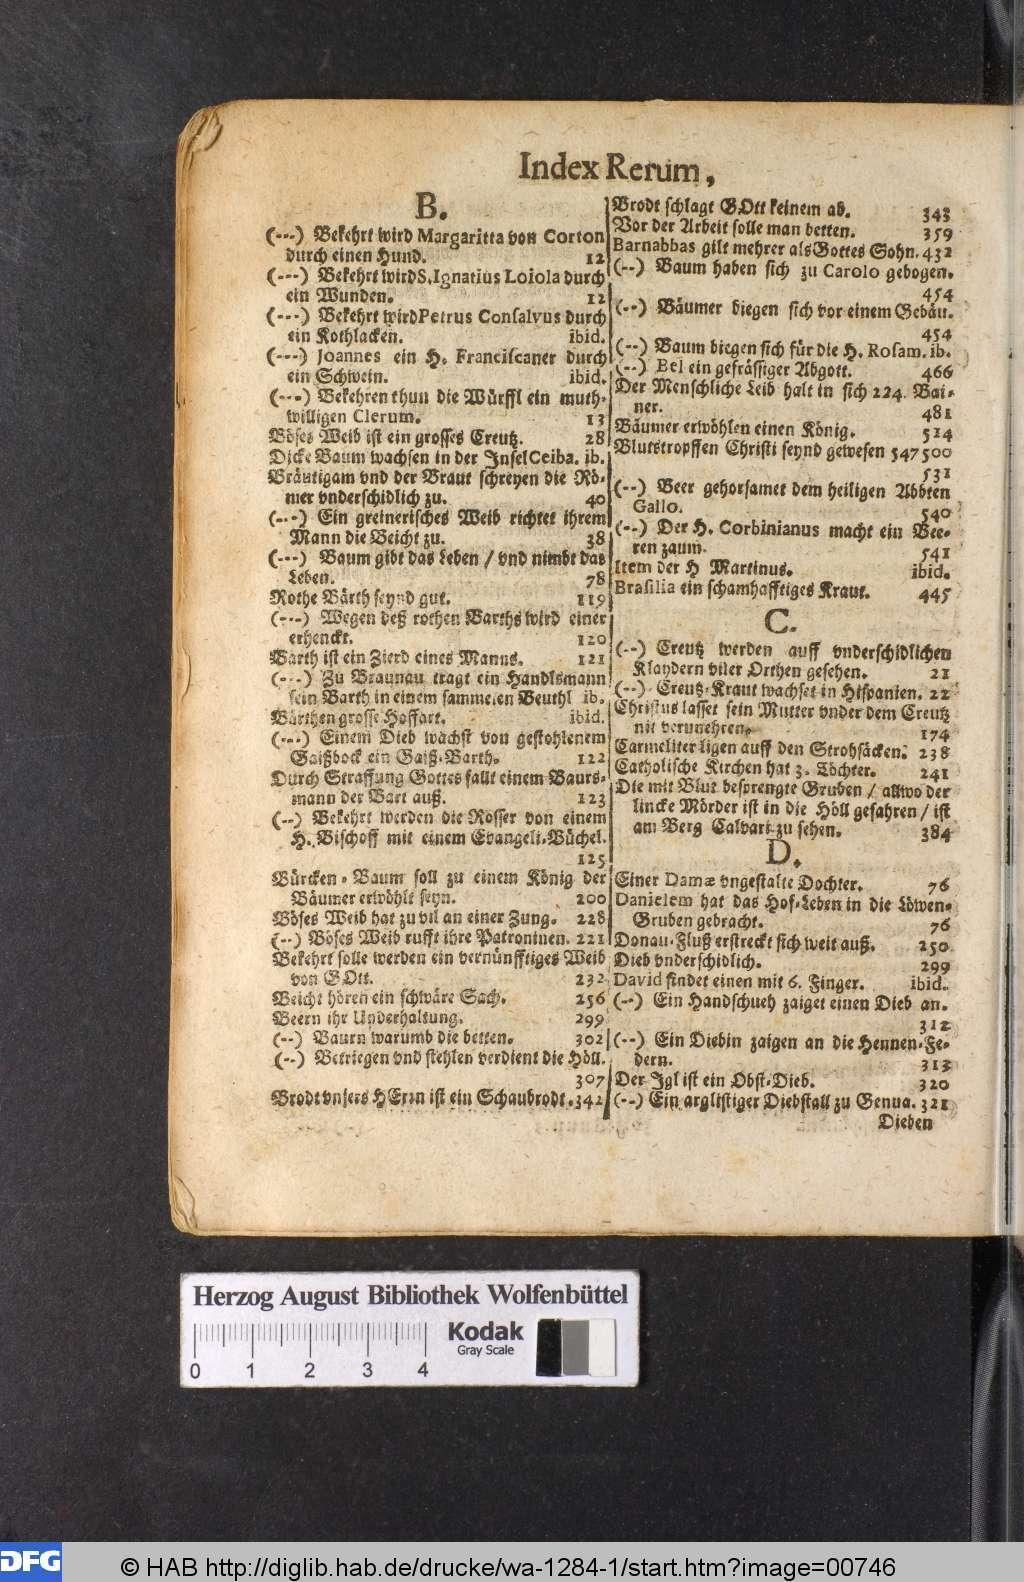 Index Rerum,
B.
(---) Bekehrt wird Margaritta von Corton
durch einen Hund. 12
(---) Bekehrt wird S. Ignatius Loiola durch
ein Wunden. 12
(---) Bekehrt wird Petrus Consalvus durch
ein Kothlacken. ibid.
(---) Joannes ein H. Franciscaner durch
ein Schwein. ibid.
(---) Bekehren thun die Würffl ein muth-
willigen Clerum. 13
Böses Weib ist ein grosses Creutz. 28
Dicke Baum wachsen in der Insel Ceiba. ib.
Bräutigam vnd der Braut schreyen die Rö-
mer vnderschidlich zu. 40
(---) Ein greinerisches Weib richtet ihrem
Mann die Beicht zu. 38
(---) Baum gibt das Leben / vnd nimbt das
Leben. 78
Rothe Bärth seynd gut. 119
(---) Wegen deß rothen Barths wird einer
erhenckt. 120
Barth ist ein Zierd eines Manns. 121
(---) Zu Braunau tragt ein Handlsmann
sein Barth in einem sammeten Beuthl ib.
Bärthen grosse Hoffart. ibid.
(---) Einem Dieb wachst von gestohlenem
Gaißbock ein Gaiß-Barth. 122
Durch Straffung Gottes fallt einem Baurs-
mann der Bart auß. 123
(--) Bekehrt werden die Rosser von einem
H. Bischoff mit einem Evangeli-Büchel.
125
Bürcken-Baum soll zu einem König der
Bäumer erwöhlt seyn. 200
Böses Weib hat zu vil an einer Zung. 228
(--) Böses Weib rufft ihre Patroninen. 221
Bekehrt solle werden ein vernünfftiges Weib
von GOtt. 232
Beicht hören ein schwäre Sach. 256
Beern ihr Underhaltung. 299
(--) Baurn warumb die betten. 302
(--) Betriegen vnd stehlen verdient die Höll.
307
Brodt vnsers HErrn ist ein Schaubrodt. 342
Brodt schlagt GOtt keinem ab. 343
Vor der Arbeit solle man betten. 359
Barnabbas gilt mehrer als Gottes Sohn. 432
(--) Baum haben sich zu Carolo gebogen.
454
(--) Bäumer biegen sich vor einem Gebäu.
454
(--) Baum biegen sich für die H. Rosam. ib.
(--) Bel ein gefrässiger Abgott. 466
Der Menschliche Leib halt in sich 224. Bai-
ner. 481
Bäumer erwöhlen einen König. 514
Blutstropffen Christi seynd gewesen 547500
531
(--) Beer gehorsamet dem heiligen Abbten
Gallo. 540
(--) Der H. Corbinianus macht ein Bee-
ren zaum. 541
Item der H Martinus. ibid.
Brasilia ein schamhafftiges Kraut. 445
C.
(--) Creutz werden auff vnderschidlichen
Klaydern viler Orthen gesehen. 21
(--) Creutz-Kraut wachset in Hispanien. 22
Christus lasset sein Mutter vnder dem Creutz
nit verunehren. 174
Carmeliter ligen auff den Strohsäcken. 238
Catholische Kirchen hat 3. Töchter. 241
Die mit Blut besprengte Gruben / allwo der
lincke Mörder ist in die Höll gefahren / ist
am Berg Calvari zu sehen. 384
D.
Einer Damæ vngestalte Dochter. 76
Danielem hat das Hof-Leben in die Löwen-
Gruben gebracht. 76
Donau-Fluß erstreckt sich weit auß. 250
Dieb vnderschidlich. 299
David findet einen mit 6. Finger. ibid.
(--) Ein Handschueh zaiget einen Dieb an.
312
(--) Ein Diebin zaigen an die Hennen-Fe-
dern. 313
Der Igl ist ein Obst-Dieb. 320
(--) Ein arglistiger Diebstall zu Genua. 321
Dieben
Herzog August Bibliothek Wolfenbüttel
Kodak
Gray Scale
0 1 2 3 4
DFG
© HAB http://diglib.hab.de/drucke/wa-1284-1/start.htm?image=00746